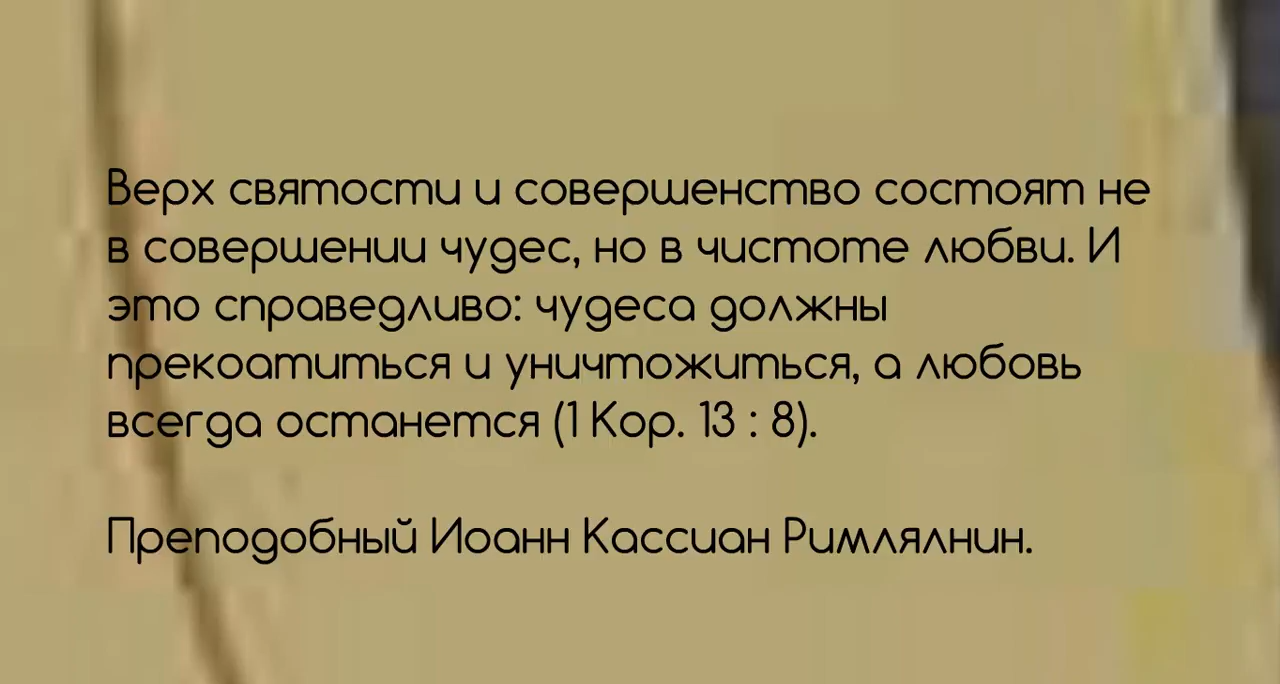 Верх святости и совершенство состоят не
в совершении чудес, но в чистоте любви. И
это справедливо: чудеса должны
прекоатиться и уничтожиться, а любовь
всегда останется (1 Кор. 13 : 8).
Преподобный Иоанн Кассиан Римлялнин.